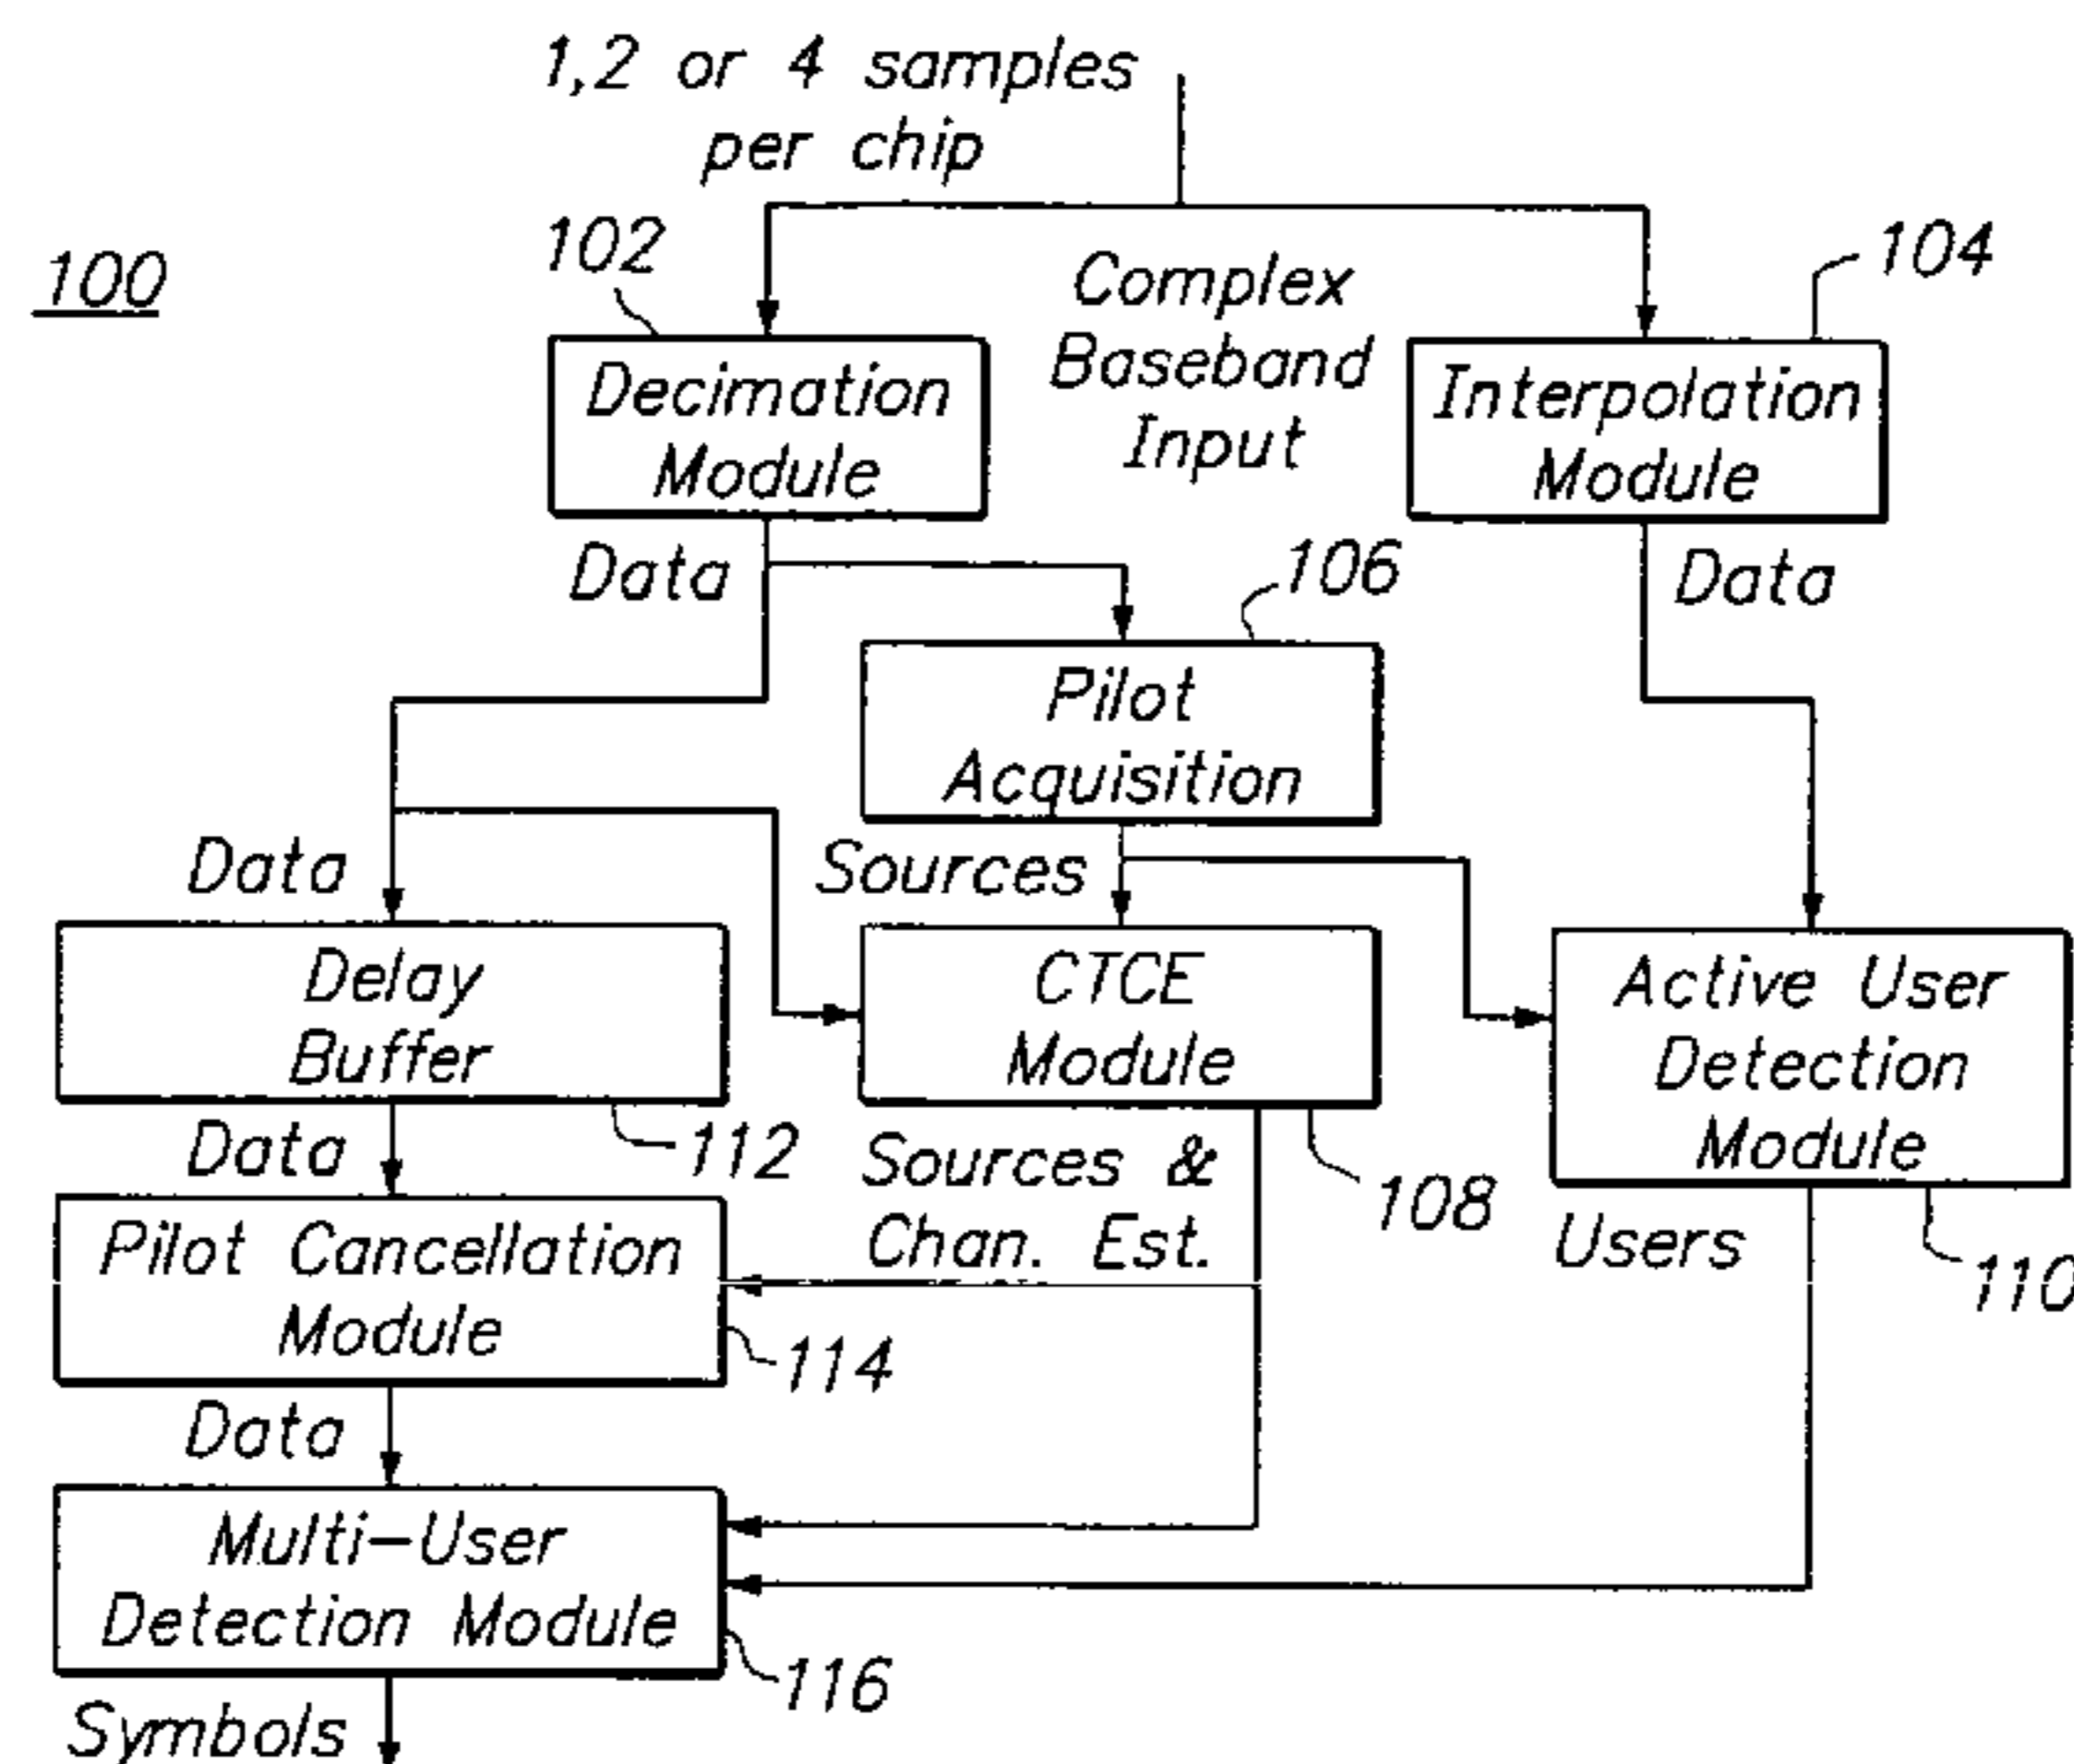 1,2 or 4 samples
per chip
100
102
104
Complex
Baseband
Input
Decimation
Module
Interpolation
Module
Data
106
Data
Pilot
Acquisition
Data
Sources
Delay
Buffer
CTCE
Module
Active User
Detection
Module
Data
112
Sources &
Chan. Est.
108
Users
110
Pilot Cancellation
Module
114
Data
Multi-User
Detection Module
116
Symbols